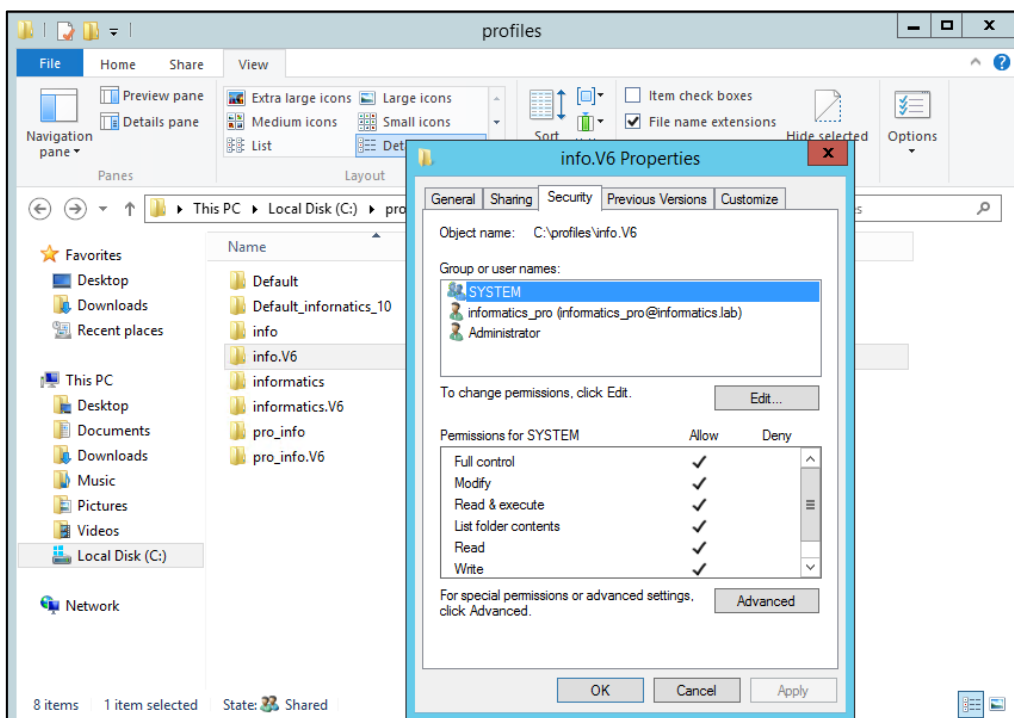 profiles
File Home Share View
Preview pane
Details pane
Navigation pane
Panes
Extra large icons Large icons
Medium icons Small icons
List
Layout
Sort
Item check boxes
File name extensions
Hide selected
Options
This PC Local Disk (C:)
Favorites
Desktop
Downloads
Recent places
This PC
Desktop
Documents
Downloads
Music
Pictures
Videos
Local Disk (C:)
Network
Name
Default
Default_infornatics_10
info
info.V6
informatics
informatics.V6
pro_info
pro_info.V6
info.V6 Properties
General Sharing Security Previous Versions Customize
Object name: C:\profiles\info.V6
Group or user names:
SYSTEM
informatics_pro (informatics_pro@informatics.lab)
Administrator
To change permissions, click Edit.
Edit...
Permissions for SYSTEM Allow Deny
Full control
Modify
Read & execute
List folder contents
Read
Write
For special permissions or advanced settings,
click Advanced.
Advanced
OK Cancel Apply
8 items 1 item selected State: Shared